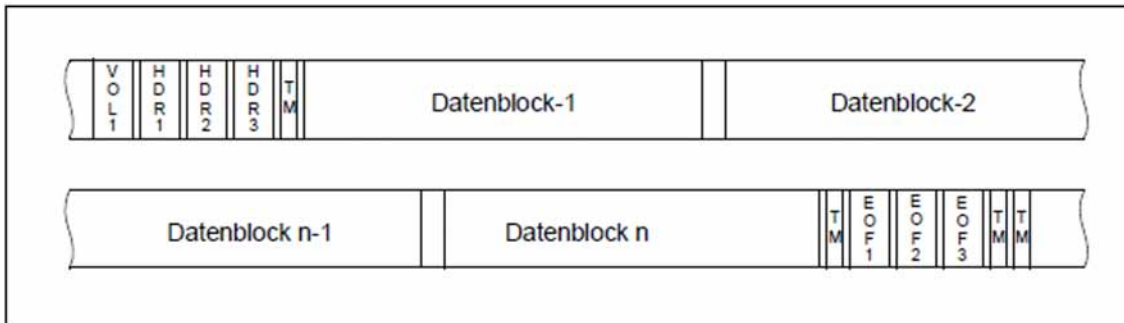 VOL1 HDR1 HDR2 HDR3 TM Datenblock-1 Datenblock-2
Datenblock n-1 Datenblock n TM EOF1 EOF2 EOF3 TM TM